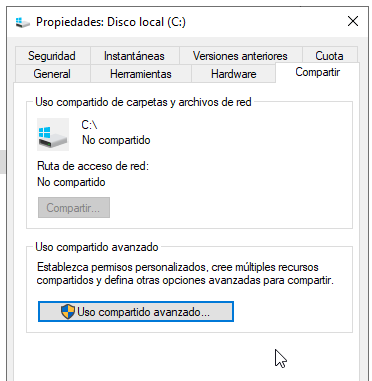 Propiedades: Disco local (C:)
Seguridad Instantáneas Versiones anteriores Cuota
General Herramientas Hardware Compartir
Uso compartido de carpetas y archivos de red
C:\
No compartido
Ruta de acceso de red:
No compartido
Compartir...
Uso compartido avanzado
Establezca permisos personalizados, cree múltiples recursos
compartidos y defina otras opciones avanzadas para compartir.
Uso compartido avanzado...